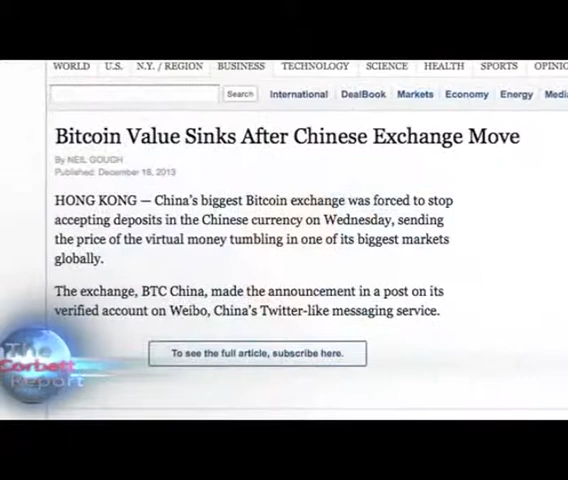 WORLD U.S. N.Y. / REGION BUSINESS TECHNOLOGY SCIENCE HEALTH SPORTS OPINIO
Search International DealBook Markets Economy Energy Media
Bitcoin Value Sinks After Chinese Exchange Move
By NEIL GOUGH
Published: December 18, 2013
HONG KONG — China's biggest Bitcoin exchange was forced to stop
accepting deposits in the Chinese currency on Wednesday, sending
the price of the virtual money tumbling in one of its biggest markets
globally.
The exchange, BTC China, made the announcement in a post on its
verified account on Weibo, China's Twitter-like messaging service.
To see the full article, subscribe here.
The
Corbett
Report